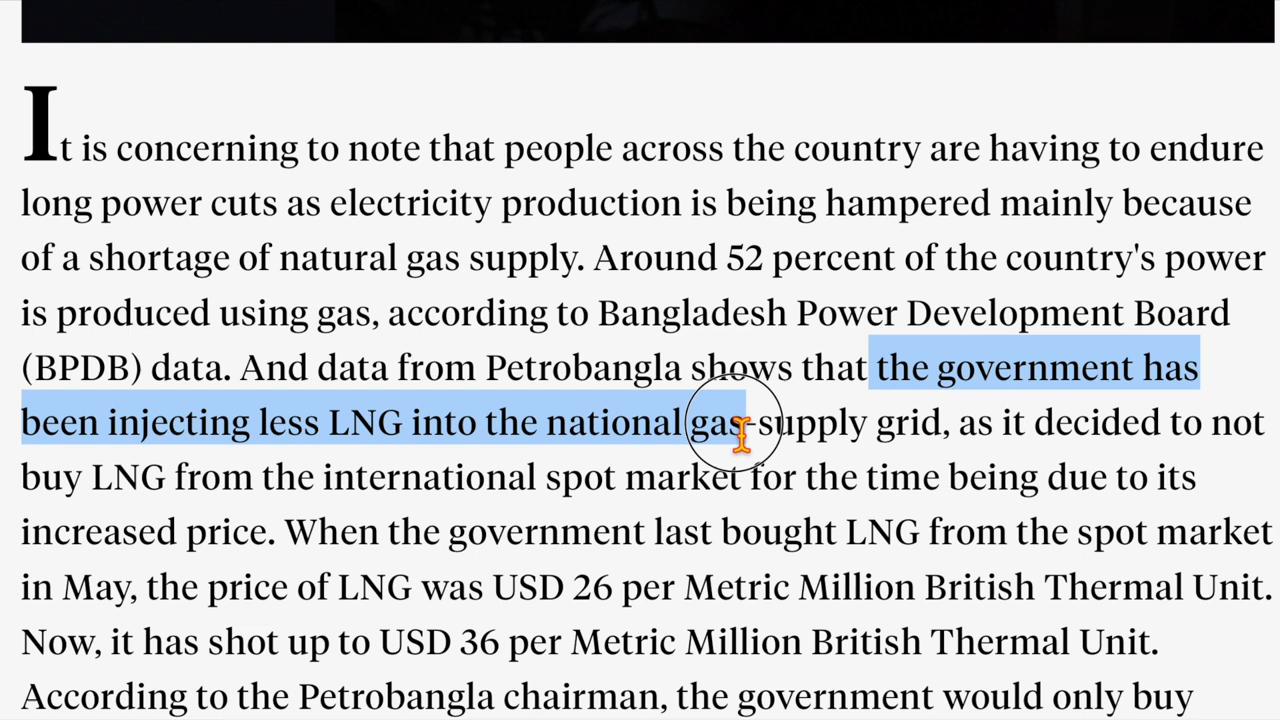 It is concerning to note that people across the country are having to endure
long power cuts as electricity production is being hampered mainly because
of a shortage of natural gas supply. Around 52 percent of the country's power
is produced using gas, according to Bangladesh Power Development Board
(BPDB) data. And data from Petrobangla shows that the government has
been injecting less LNG into the national gas-supply grid, as it decided to not
buy LNG from the international spot market for the time being due to its
increased price. When the government last bought LNG from the spot market
in May, the price of LNG was USD 26 per Metric Million British Thermal Unit.
Now, it has shot up to USD 36 per Metric Million British Thermal Unit.
According to the Petrobangla chairman, the government would only buy